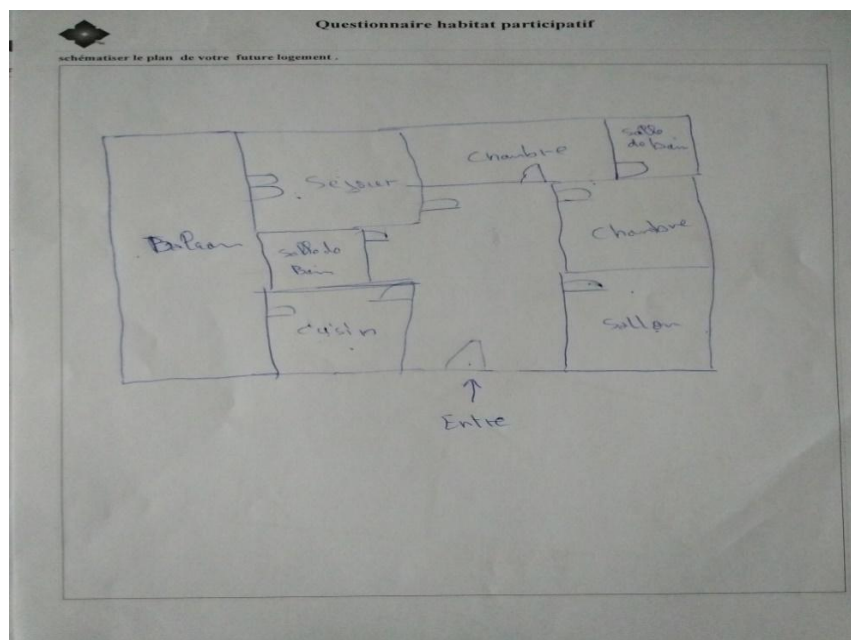 Questionnaire habitat participatif
schématiser le plan de votre future logement .
Chambre
Salle
de bain
Séjour
Balcon
Salle de
Bain
Chambre
cuisin
Sallon
Entre